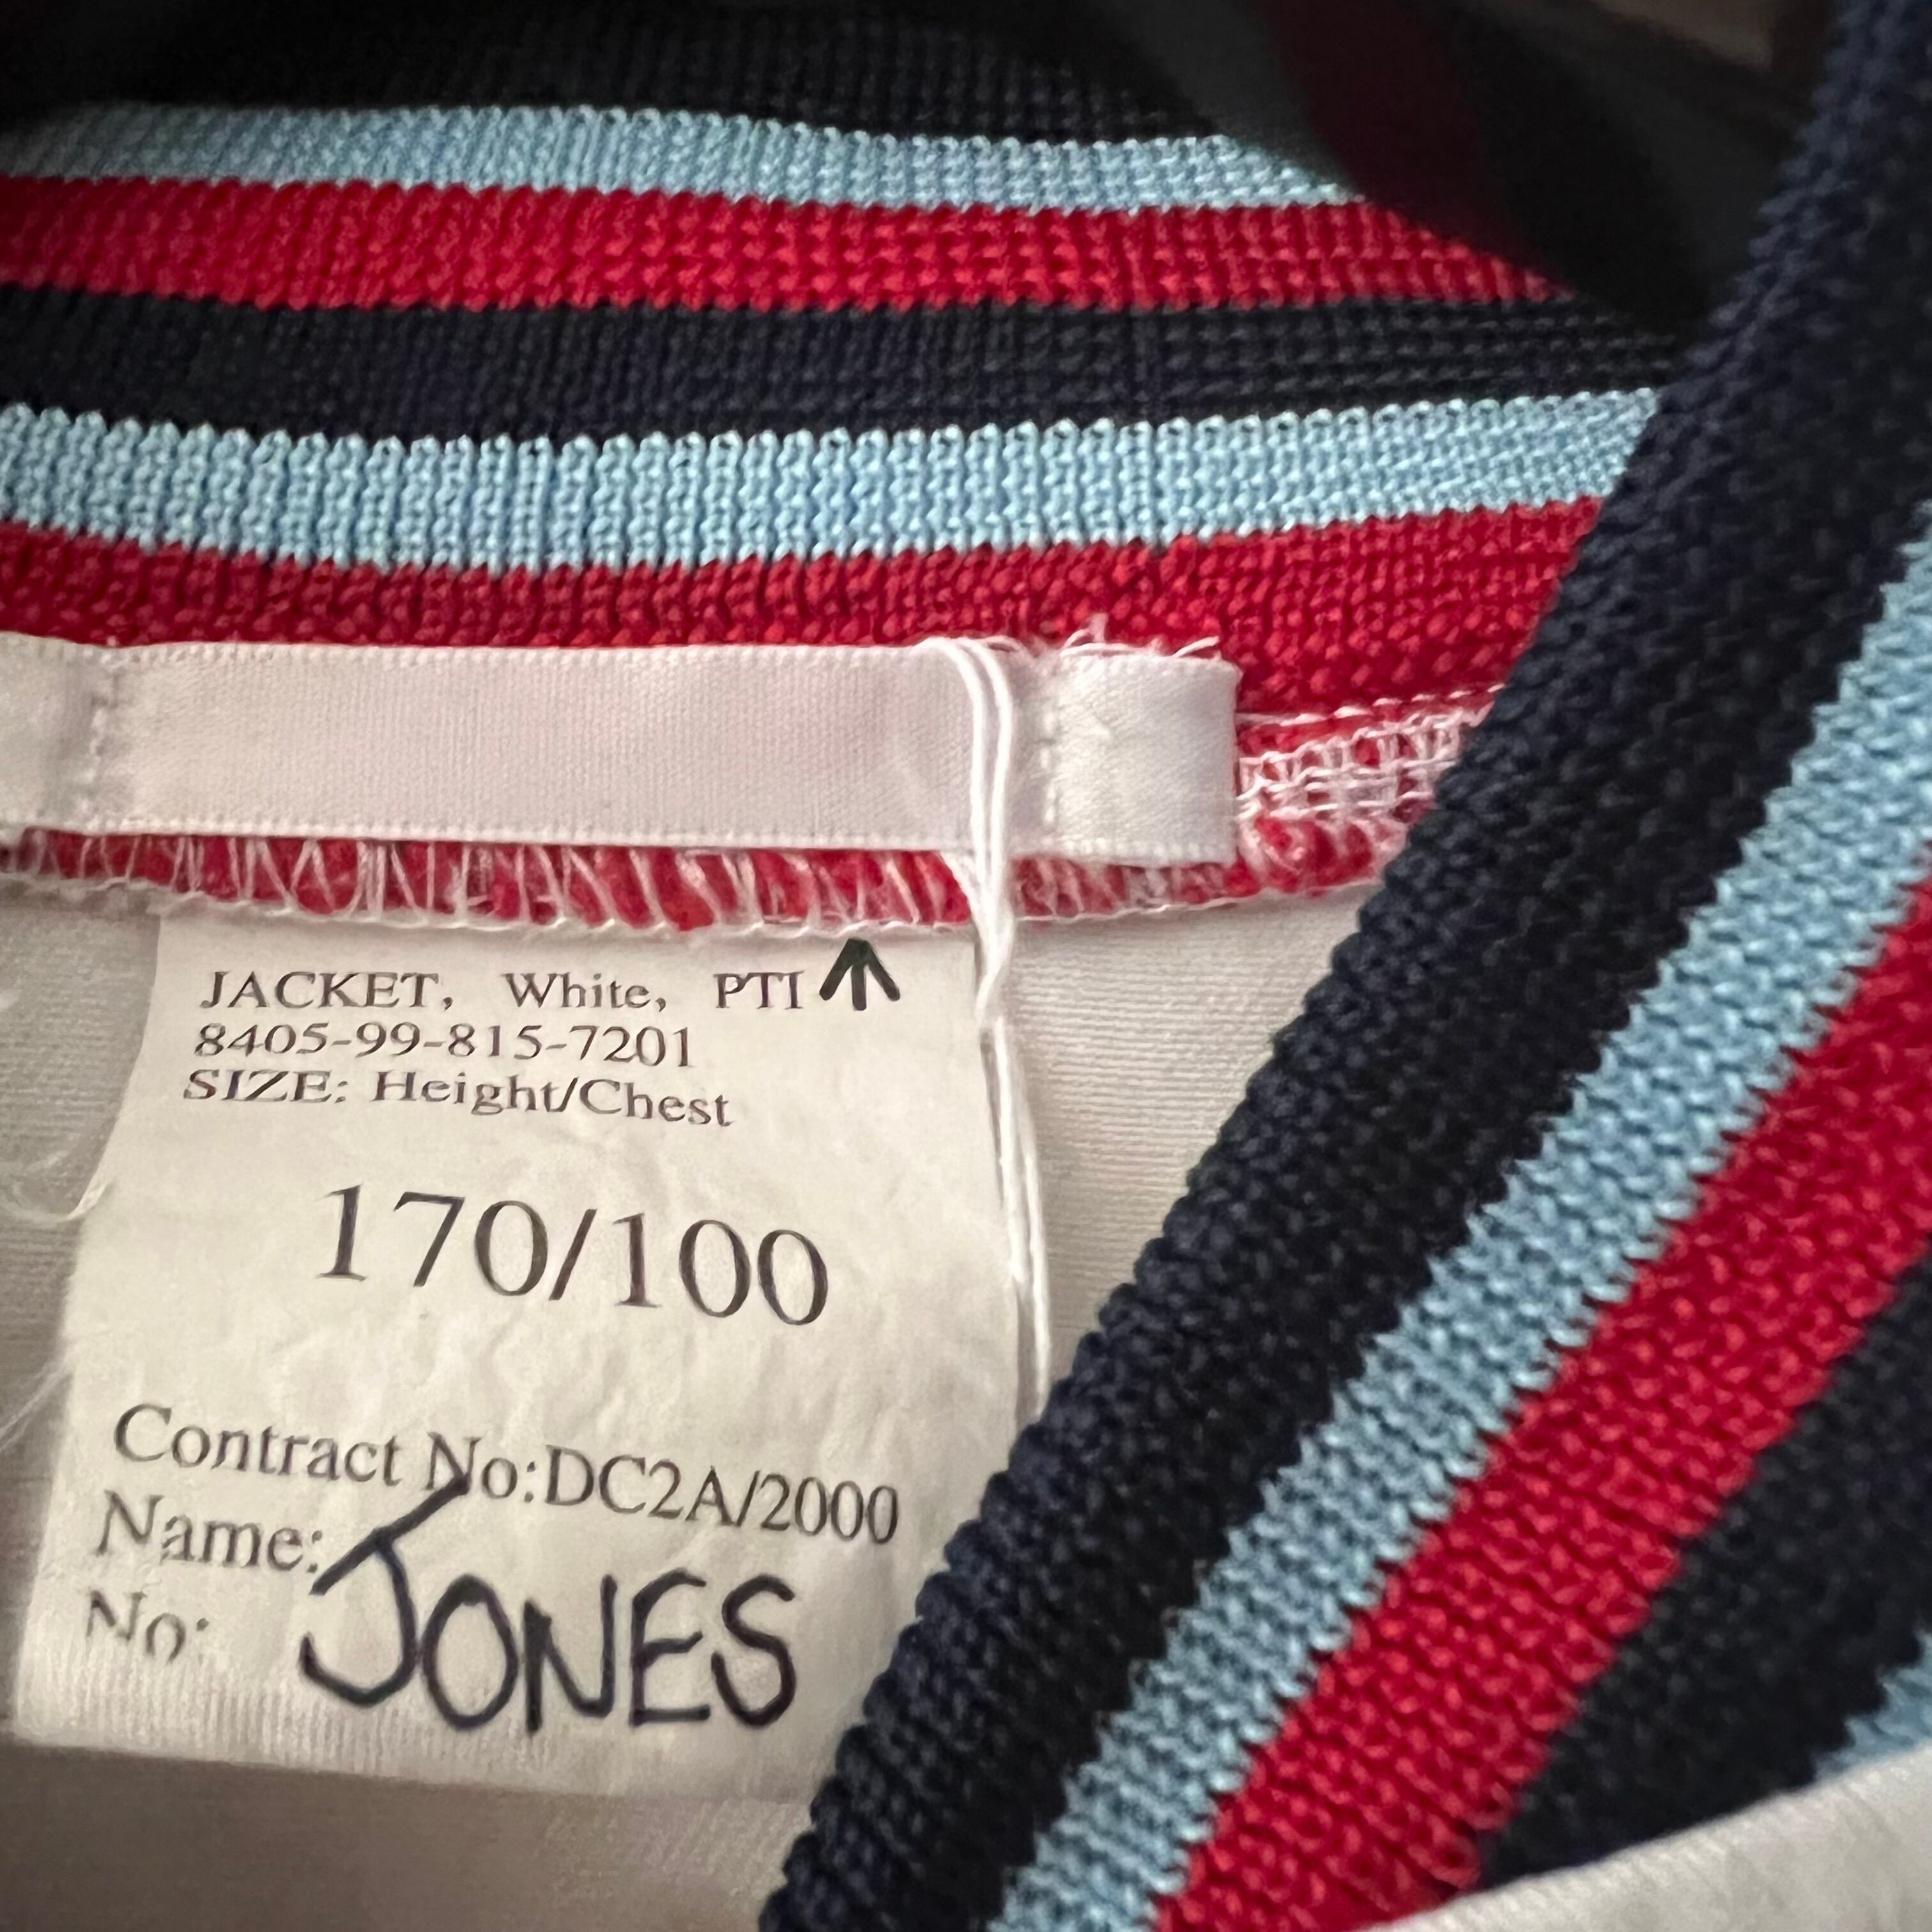 JACKET, White, PTI
8405-99-815-7201
SIZE: Height/Chest
170/100
Contract No:DC2A/2000
Name: JONES
No: